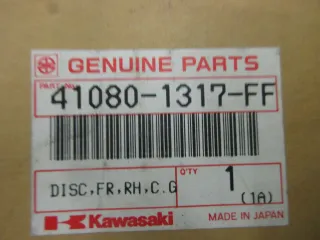 GENUINE PARTS
PART No.
41080-1317-FF
DISC,FR,RH,C.G
Q'TY
1
(1A)
Kawasaki
MADE IN JAPAN